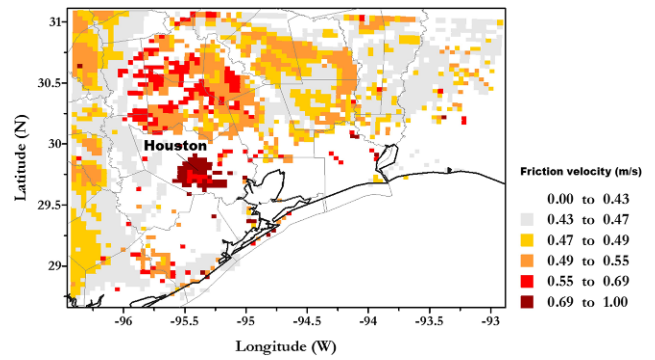 31
30.5
30
29.5
29
Latitude (N)
Houston
-96
-95.5
-95
-94.5
-94
-93.5
-93
Longitude (W)
Friction velocity (m/s)
0.00 to 0.43
0.43 to 0.47
0.47 to 0.49
0.49 to 0.55
0.55 to 0.69
0.69 to 1.00